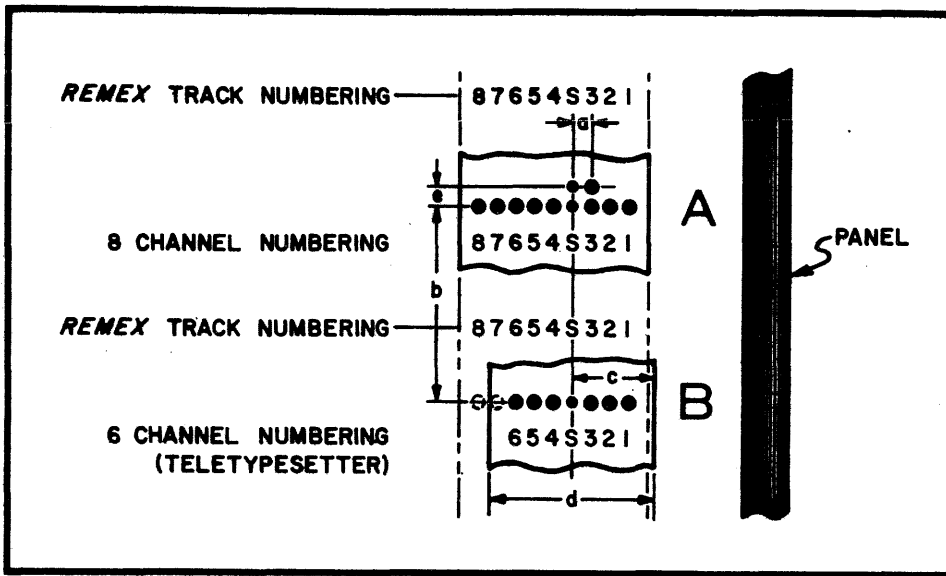 REMEX TRACK NUMBERING 87654S321
a
e
A
8 CHANNEL NUMBERING 87654S321
PANEL
b
REMEX TRACK NUMBERING 87654S321
c
B
6 CHANNEL NUMBERING 654S321
(TELETYPESETTER)
d